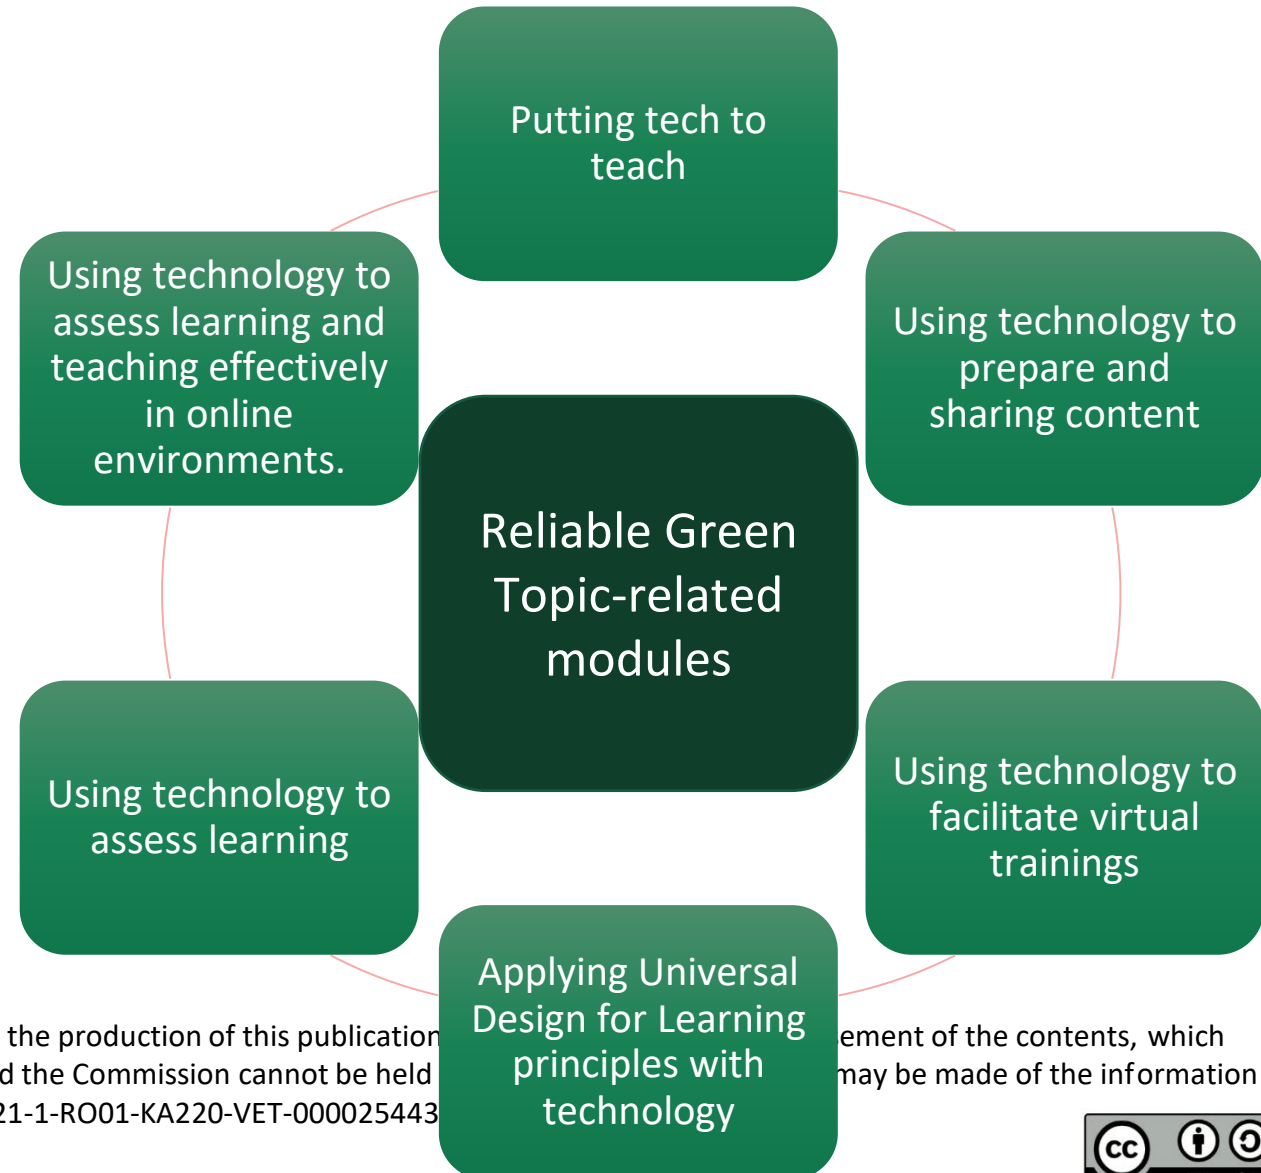 Putting tech to
teach
Using technology to
assess learning and
teaching effectively
in online
environments.
Using technology to
prepare and
sharing content
Reliable Green
Topic-related
modules
Using technology to
assess learning
Using technology to
facilitate virtual
trainings
Applying Universal
Design for Learning
principles with
technology
the production of this publication
sement of the contents, which
d the Commission cannot be held
may be made of the information
21-1-RO01-KA220-VET-000025443
cc